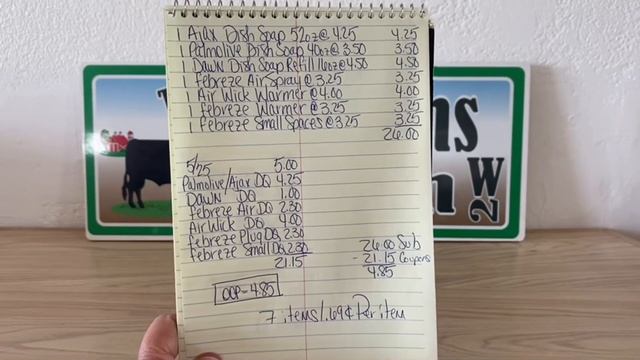 1 Ajax Dish Soap 52oz @ 4.25 4.25
1 Palmolive Dish Soap 40oz @ 3.50 3.50
1 Dawn Dish Soap Refill 16oz @ 4.50 4.50
1 febreze Air Spray @ 3.25 3.25
1 Air Wick Warmer @ 4.00 4.00
1 febreze Warmer @ 3.25 3.25
1 febreze Small Spaces @ 3.25 3.25
26.00
5/25 5.00
Palmolive/Ajax DQ 4.25
Dawn DQ 1.00
febreze Air DQ 2.30
Air Wick DQ 4.00
febreze Plug DQ 2.30
febreze Small DQ 2.30
21.15
26.00 Sub
- 21.15 Coupons
4.85
OOP - 4.85
7 items/.69¢ Per item